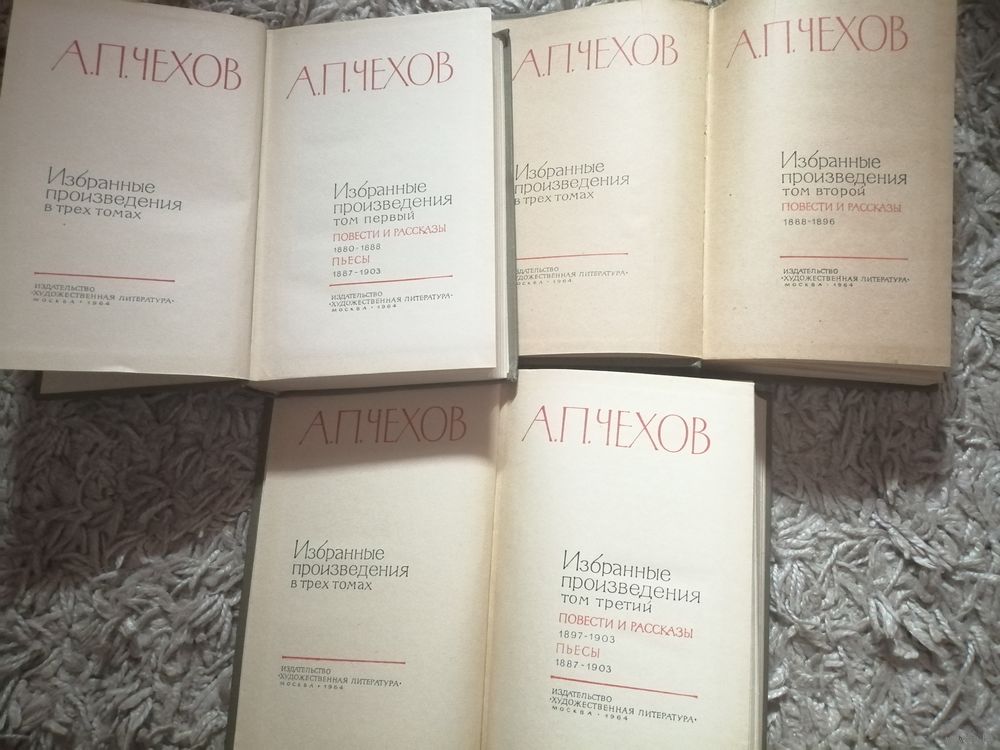 А.П.ЧЕХОВ
Избранные
произведения
в трех томах
ИЗДАТЕЛЬСТВО
«ХУДОЖЕСТВЕННАЯ ЛИТЕРАТУРА»
МОСКВА · 1964
А.П.ЧЕХОВ
Избранные
произведения
том первый
ПОВЕСТИ И РАССКАЗЫ
1880-1888
ПЬЕСЫ
1887-1903
ИЗДАТЕЛЬСТВО
«ХУДОЖЕСТВЕННАЯ ЛИТЕРАТУРА»
МОСКВА · 1964
А.П.ЧЕХОВ
Избранные
произведения
в трех томах
ИЗДАТЕЛЬСТВО
ХУДОЖЕСТВЕННАЯ ЛИТЕРАТУРА»
МОСКВА · 1964
А.П.ЧЕХОВ
Избранные
произведения
том второй
ПОВЕСТИ И РАССКАЗЫ
1888-1896
ИЗДАТЕЛЬСТВО
«ХУДОЖЕСТВЕННАЯ ЛИТЕРАТУРА»
МОСКВА · 1964
А.П.ЧЕХОВ
Избранные
произведения
в трех томах
ИЗДАТЕЛЬСТВО
«ХУДОЖЕСТВЕННАЯ ЛИТЕРАТУРА»
МОСКВА · 1964
А.П.ЧЕХОВ
Избранные
произведения
том третий
ПОВЕСТИ И РАССКАЗЫ
1897-1903
ПЬЕСЫ
1887-1903
ИЗДАТЕЛЬСТВО
«ХУДОЖЕСТВЕННАЯ ЛИТЕРАТУРА»
МОСКВА · 1964